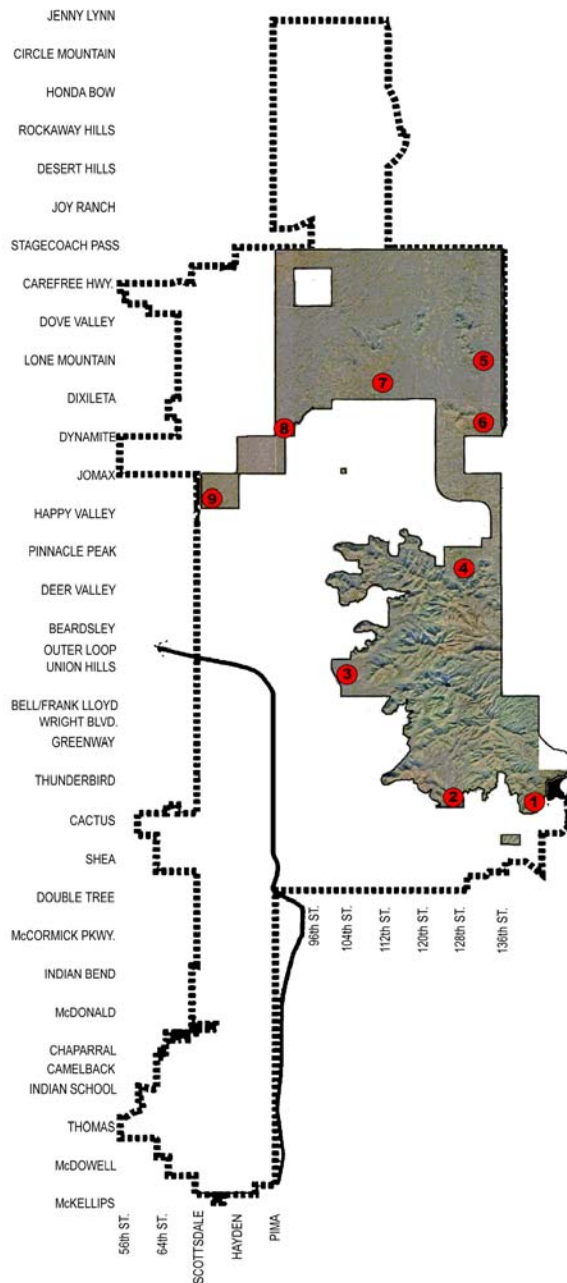 JENNY LYNN
CIRCLE MOUNTAIN
HONDA BOW
ROCKAWAY HILLS
DESERT HILLS
JOY RANCH
STAGECOACH PASS
CAREFREE HWY.
DOVE VALLEY
LONE MOUNTAIN
DIXILETA
DYNAMITE
JOMAX
HAPPY VALLEY
PINNACLE PEAK
DEER VALLEY
BEARDSLEY
OUTER LOOP
UNION HILLS
BELL/FRANK LLOYD
WRIGHT BLVD.
GREENWAY
THUNDERBIRD
CACTUS
SHEA
DOUBLE TREE
McCORMICK PKWY.
INDIAN BEND
McDONALD
CHAPARRAL
CAMELBACK
INDIAN SCHOOL
THOMAS
McDOWELL
McKELLIPS
5
7
6
8
9
4
3
2
1
96th ST.
104th ST.
112th ST.
120th ST.
128th ST.
136th ST.
56th ST.
64th ST.
SCOTTSDALE
HAYDEN
PIMA